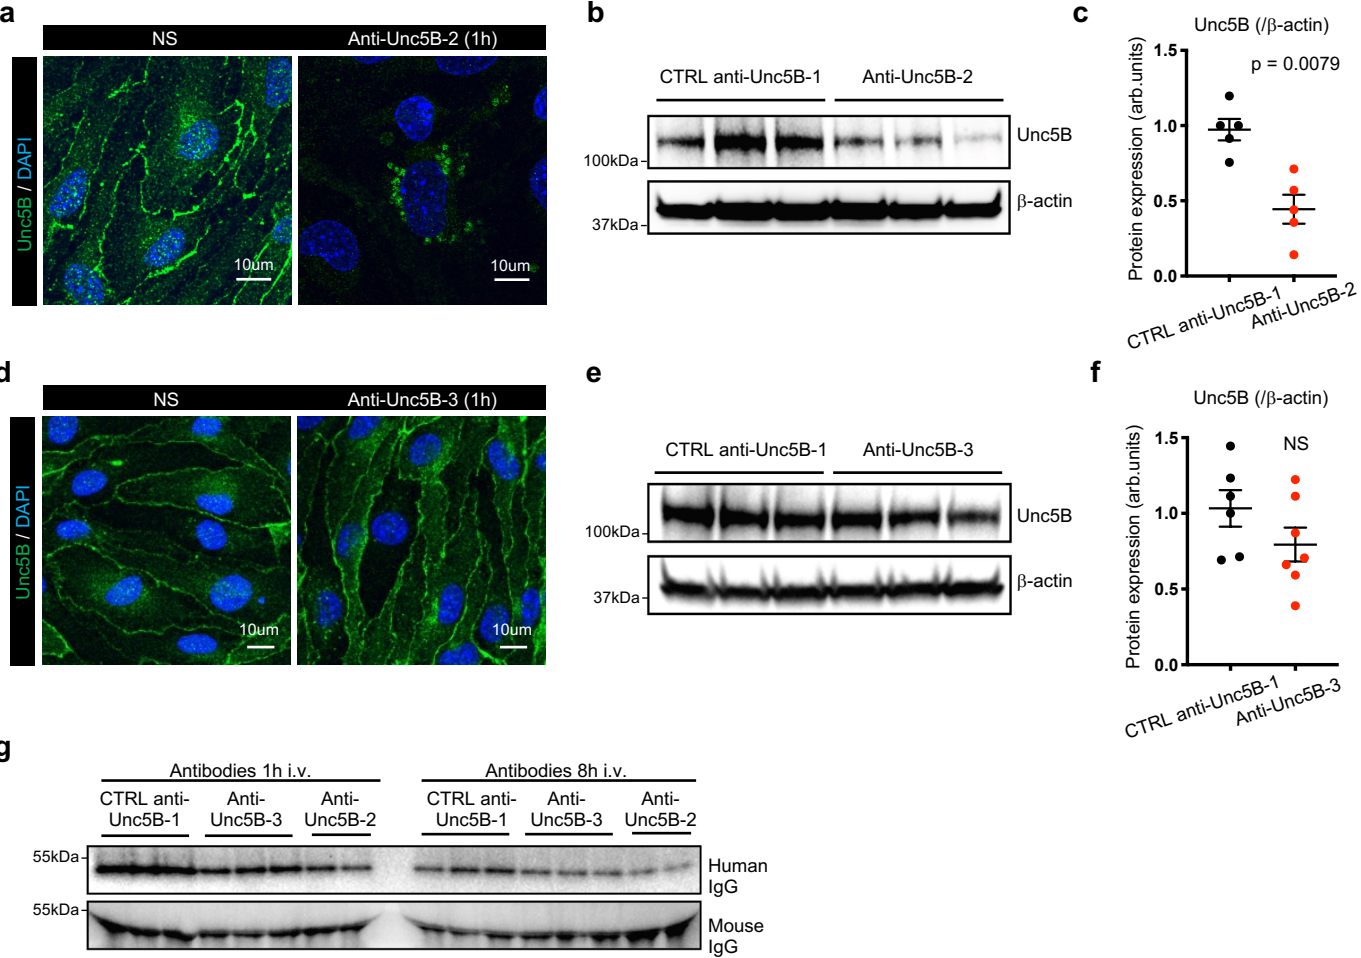 a
NS
Anti-Unc5B-2 (1h)
Unc5B / DAPI
10um
10um
b
CTRL anti-Unc5B-1
Anti-Unc5B-2
Unc5B
100kDa
β-actin
37kDa
c
Unc5B (/β-actin)
p = 0.0079
Protein expression (arb.units)
1.5
1.0
0.5
0.0
CTRL anti-Unc5B-1
Anti-Unc5B-2
d
NS
Anti-Unc5B-3 (1h)
Unc5B / DAPI
10um
10um
e
CTRL anti-Unc5B-1
Anti-Unc5B-3
Unc5B
100kDa
β-actin
37kDa
f
Unc5B (/β-actin)
NS
Protein expression (arb.units)
1.5
1.0
0.5
0.0
CTRL anti-Unc5B-1
Anti-Unc5B-3
g
Antibodies 1h i.v.
Antibodies 8h i.v.
CTRL anti-
Unc5B-1
Anti-
Unc5B-3
Anti-
Unc5B-2
CTRL anti-
Unc5B-1
Anti-
Unc5B-3
Anti-
Unc5B-2
55kDa
Human
IgG
55kDa
Mouse
IgG